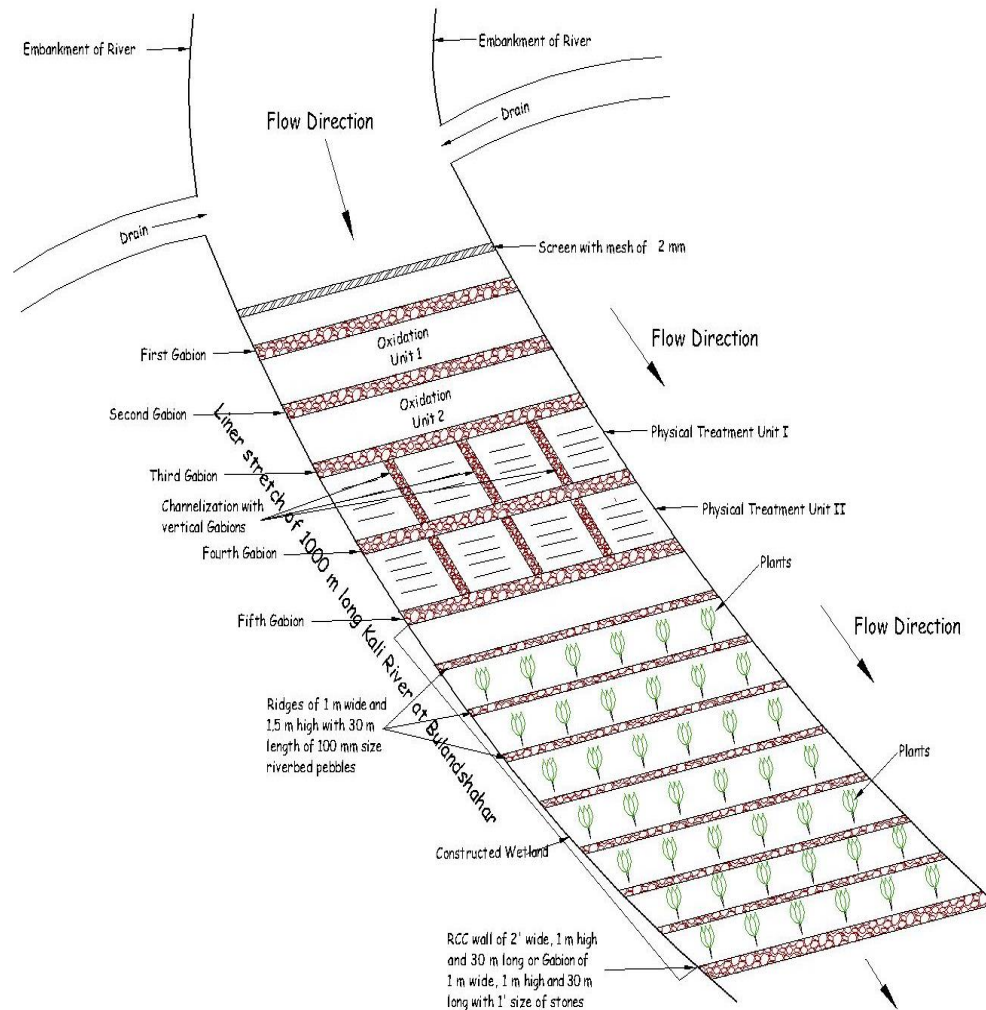 Embankment of River
Embankment of River
Flow Direction
Drain
Drain
Screen with mesh of 2 mm
Flow Direction
First Gabion
Oxidation
Unit 1
Second Gabion
Oxidation
Unit 2
Physical Treatment Unit I
Third Gabion
Channelization with
vertical Gabions
Physical Treatment Unit II
Fourth Gabion
Plants
Fifth Gabion
Flow Direction
Liner stretch of 1000 m long Kali River at Bulandshahar
Ridges of 1 m wide and
1.5 m high with 30 m
length of 100 mm size
riverbed pebbles
Plants
Constructed Wetland
RCC wall of 2' wide, 1 m high
and 30 m long or Gabion of
1 m wide, 1 m high and 30 m
long with 1' size of stones